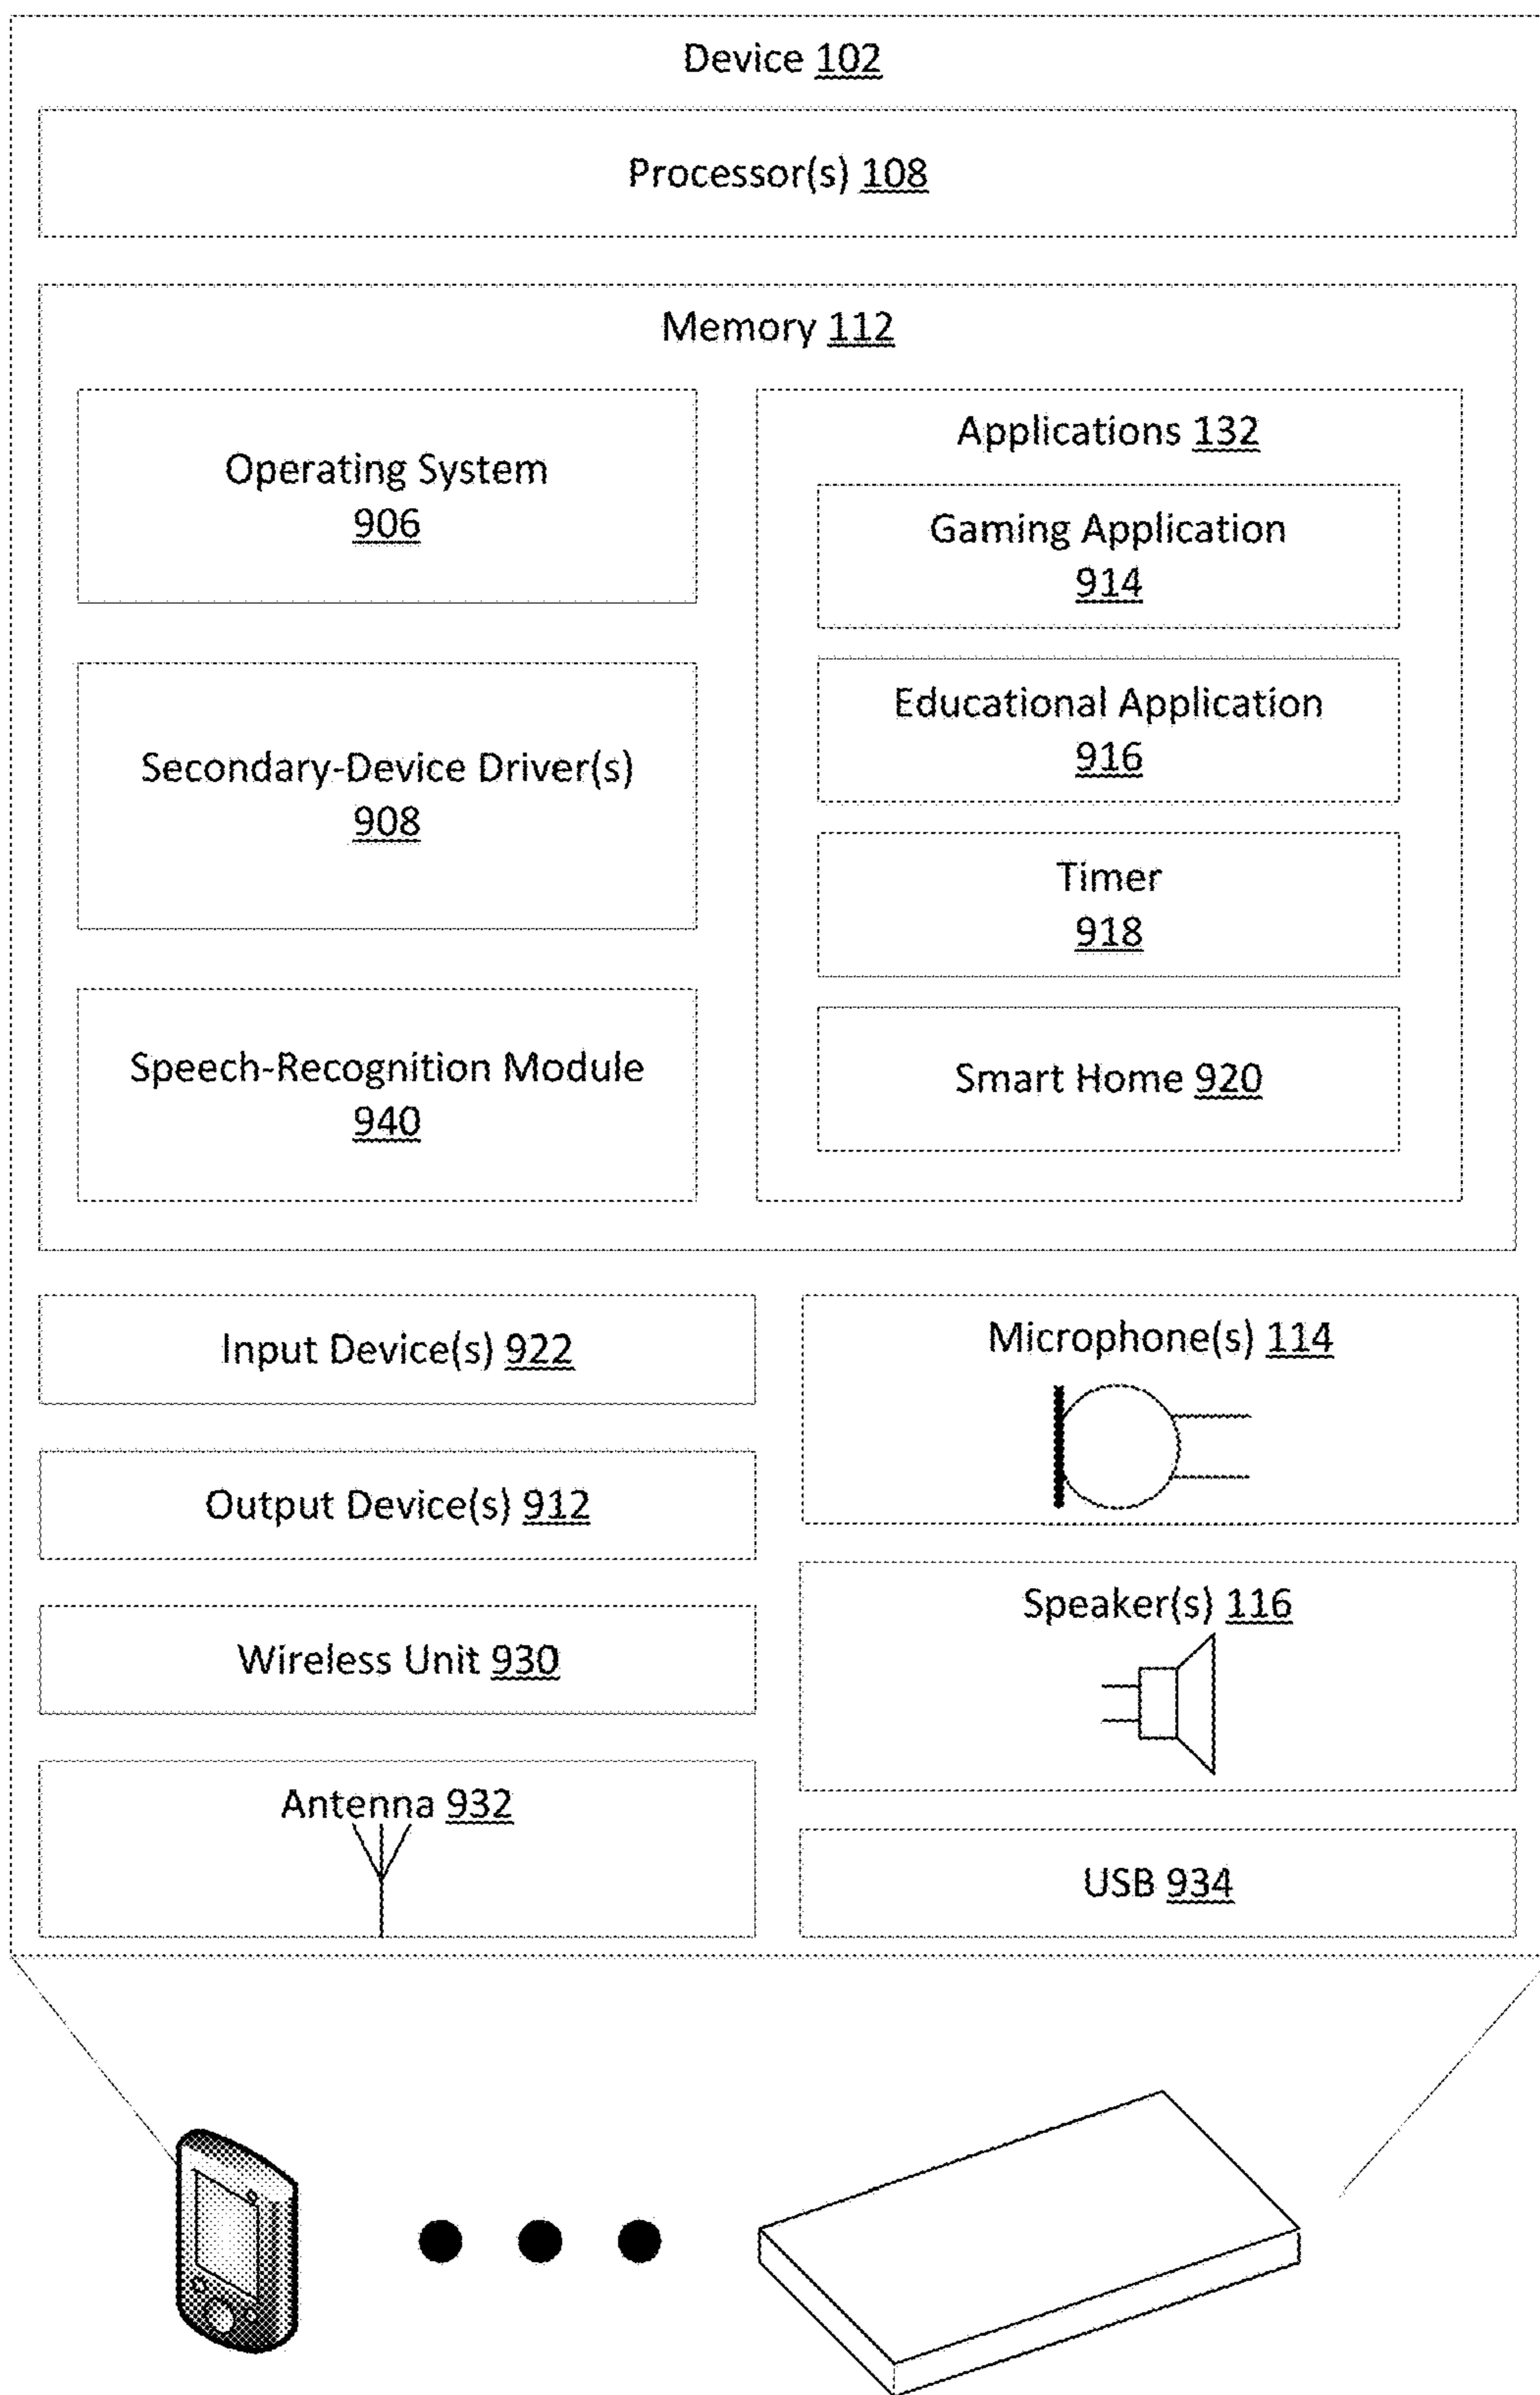 Device 102
Processor(s) 108
Memory 112
Operating System
906
Secondary-Device Driver(s)
908
Speech-Recognition Module
940
Applications 132
Gaming Application
914
Educational Application
916
Timer
918
Smart Home 920
Input Device(s) 922
Output Device(s) 912
Wireless Unit 930
Antenna 932
Microphone(s) 114
Speaker(s) 116
USB 934